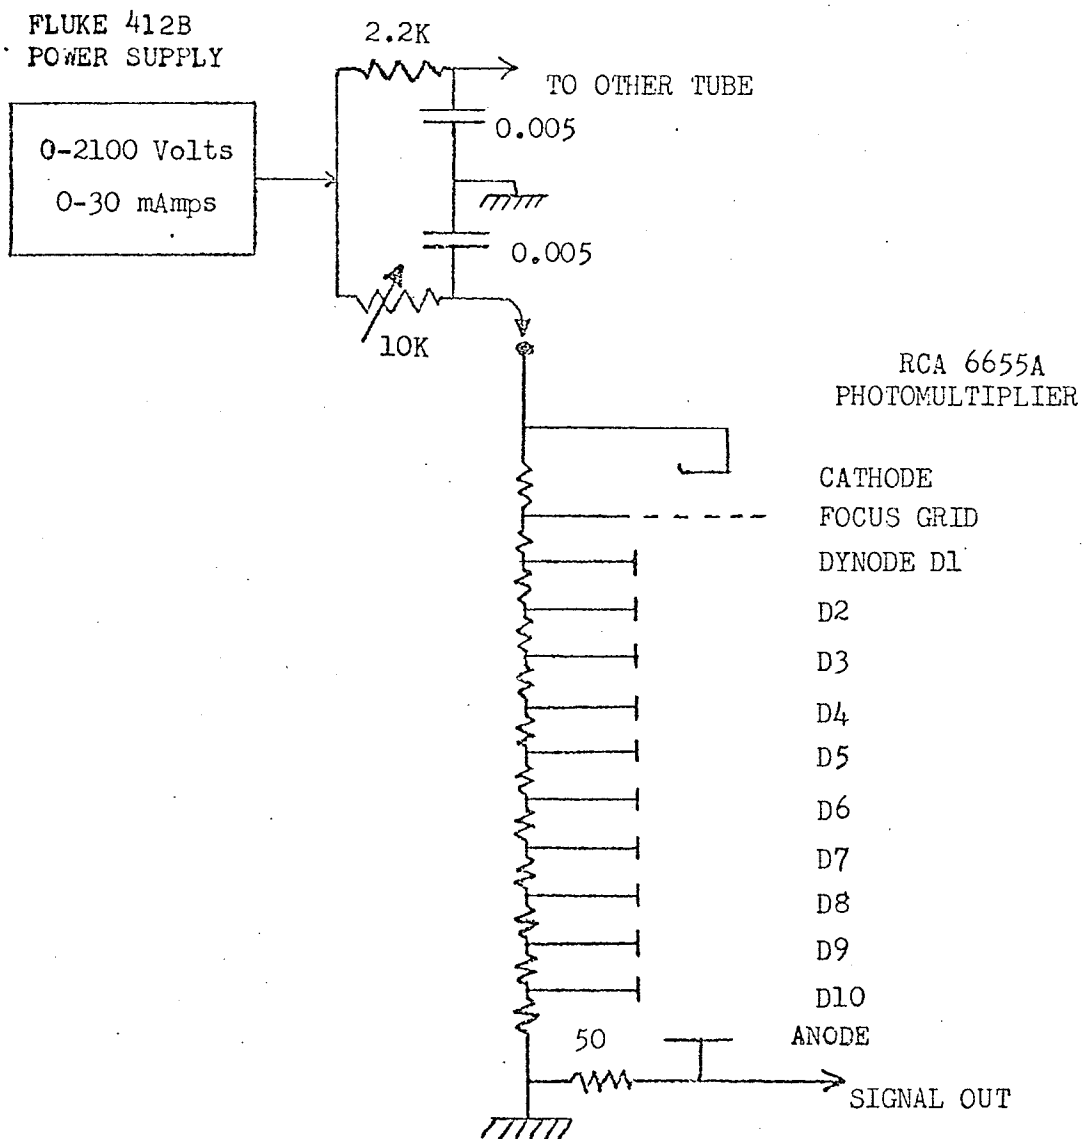 FLUKE 412B
POWER SUPPLY
2.2K
TO OTHER TUBE
0.005
0-2100 Volts
0-30 mAmps
0.005
10K
RCA 6655A
PHOTOMULTIPLIER
CATHODE
FOCUS GRID
DYNODE D1
D2
D3
D4
D5
D6
D7
D8
D9
D10
50
ANODE
SIGNAL OUT